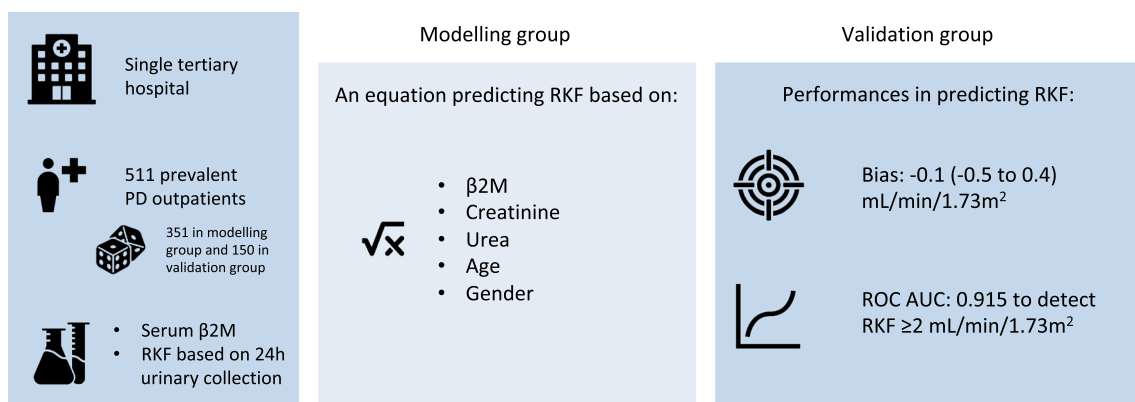 Single tertiary
hospital
511 prevalent
PD outpatients
351 in modelling
group and 150 in
validation group
• Serum β2M
• RKF based on 24h
urinary collection
Modelling group
An equation predicting RKF based on:
√x
• β2M
• Creatinine
• Urea
• Age
• Gender
Validation group
Performances in predicting RKF:
Bias: -0.1 (-0.5 to 0.4)
mL/min/1.73m²
ROC AUC: 0.915 to detect
RKF ≥2 mL/min/1.73m²